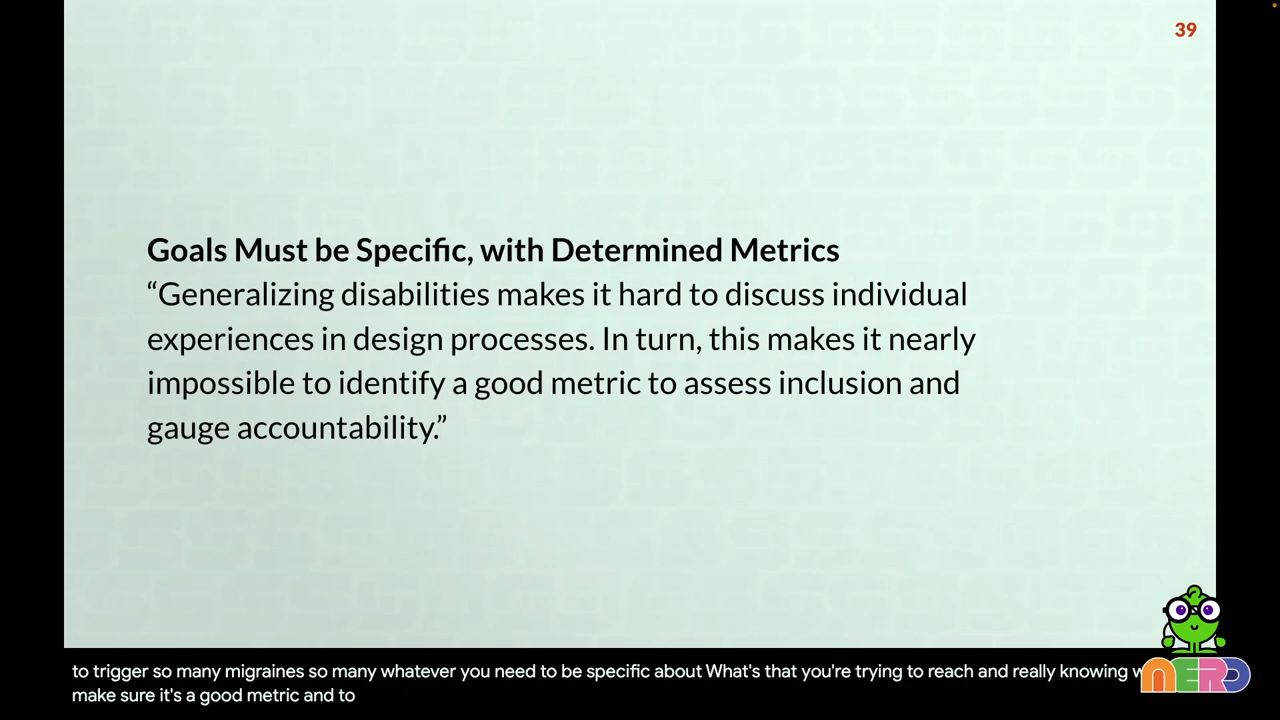 39
Goals Must be Specific, with Determined Metrics
“Generalizing disabilities makes it hard to discuss individual
experiences in design processes. In turn, this makes it nearly
impossible to identify a good metric to assess inclusion and
gauge accountability.”
to trigger so many migraines so many whatever you need to be specific about What's that you're trying to reach and really knowing
make sure it's a good metric and to
NERD